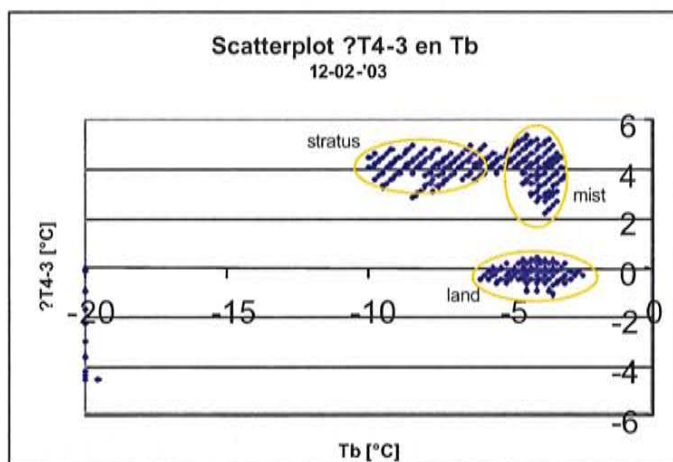 Scatterplot ?T4-3 en Tb
12-02-'03
6
stratus
4
mist
2
?T4-3 [°C]
0
land
-20
-15
-10
-5
0
-2
-4
-6
Tb [°C]